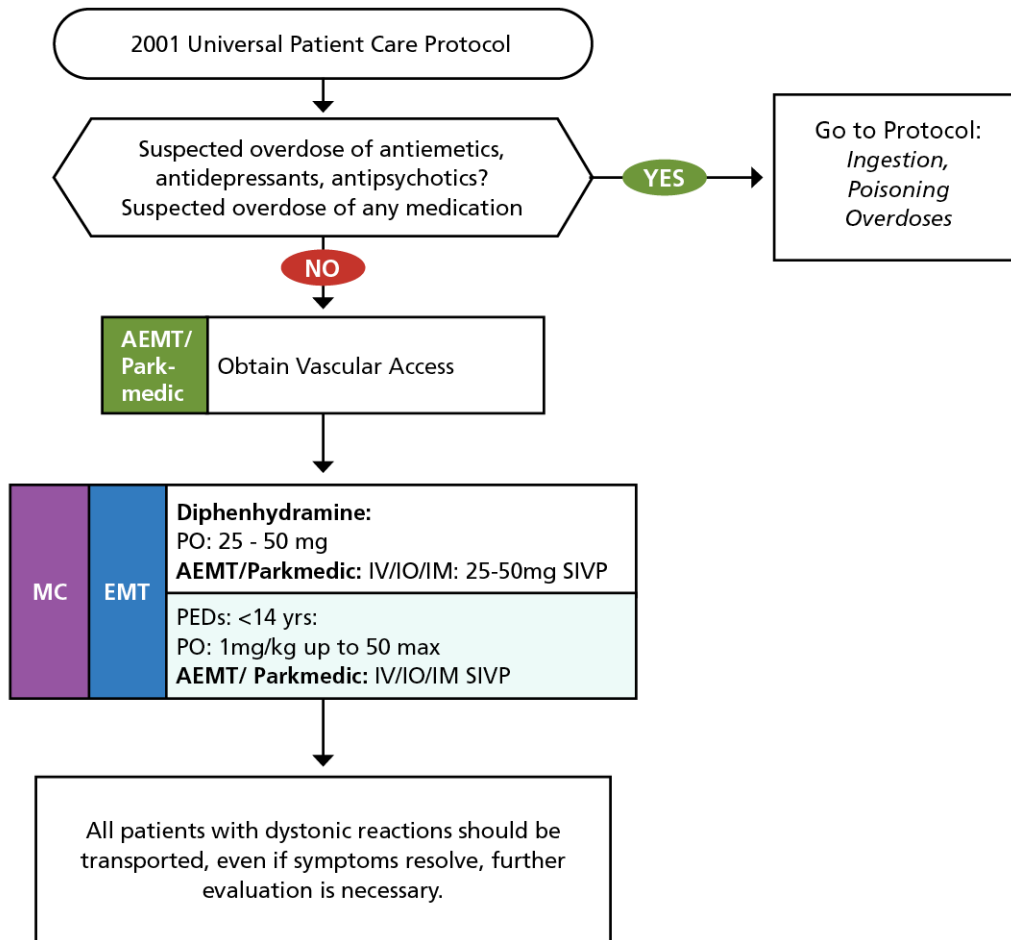 2001 Universal Patient Care Protocol
Suspected overdose of antiemetics,
antidepressants, antipsychotics?
Suspected overdose of any medication
YES
Go to Protocol:
Ingestion,
Poisoning
Overdoses
NO
AEMT/
Park-
medic
Obtain Vascular Access
MC
EMT
Diphenhydramine:
PO: 25 - 50 mg
AEMT/Parkmedic: IV/IO/IM: 25-50mg SIVP
PEDs: <14 yrs:
PO: 1mg/kg up to 50 max
AEMT/ Parkmedic: IV/IO/IM SIVP
All patients with dystonic reactions should be
transported, even if symptoms resolve, further
evaluation is necessary.